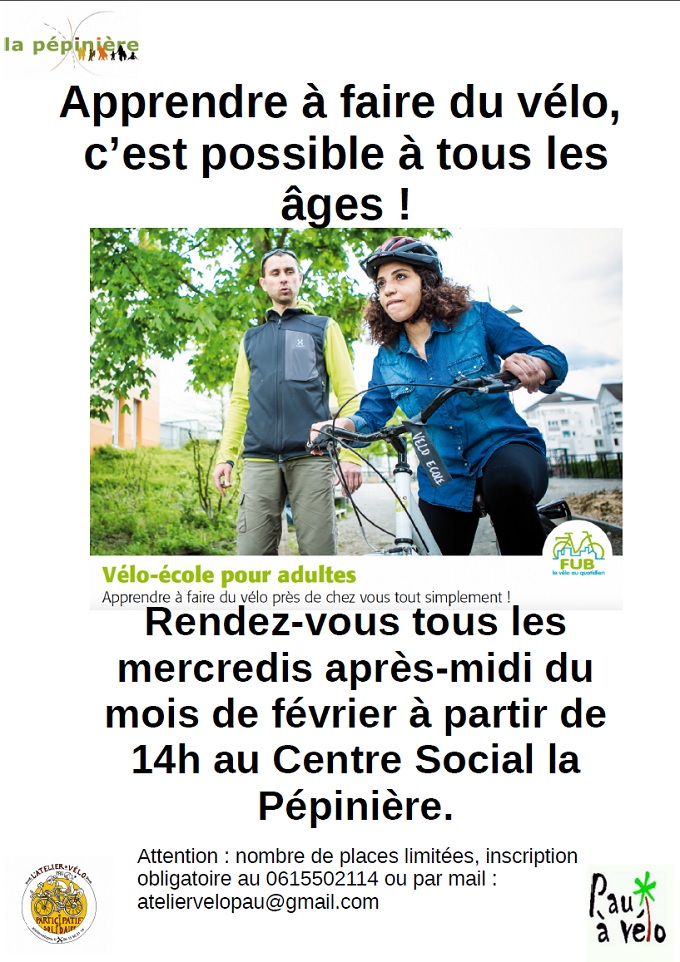 la pépinière
Apprendre à faire du vélo,
c’est possible à tous les
âges !
VELO ECOLE
FUB
le vélo au quotidien
Vélo-école pour adultes
Apprendre à faire du vélo près de chez vous tout simplement !
Rendez-vous tous les
mercredis après-midi du
mois de février à partir de
14h au Centre Social la
Pépinière.
Attention : nombre de places limitées, inscription
obligatoire au 0615502114 ou par mail :
ateliervelopau@gmail.com
L'ATELIER VÉLO
PARTICIPATIF
SOLIDAIRE
Pau
à vélo